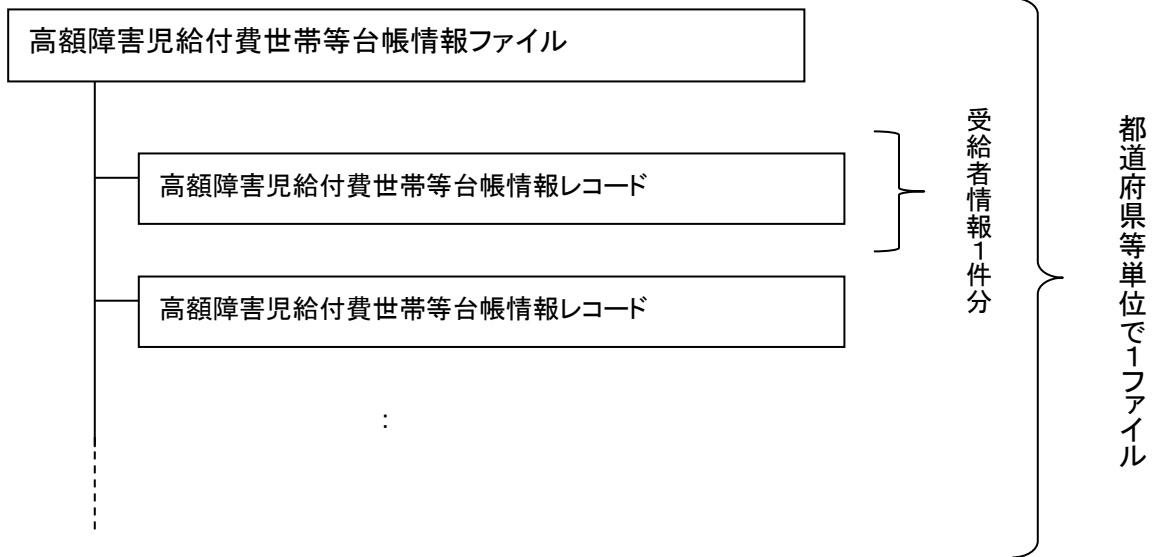 高額障害児給付費世帯等台帳情報ファイル
高額障害児給付費世帯等台帳情報レコード
高額障害児給付費世帯等台帳情報レコード
:
受給者情報1件分
都道府県等単位で1ファイル